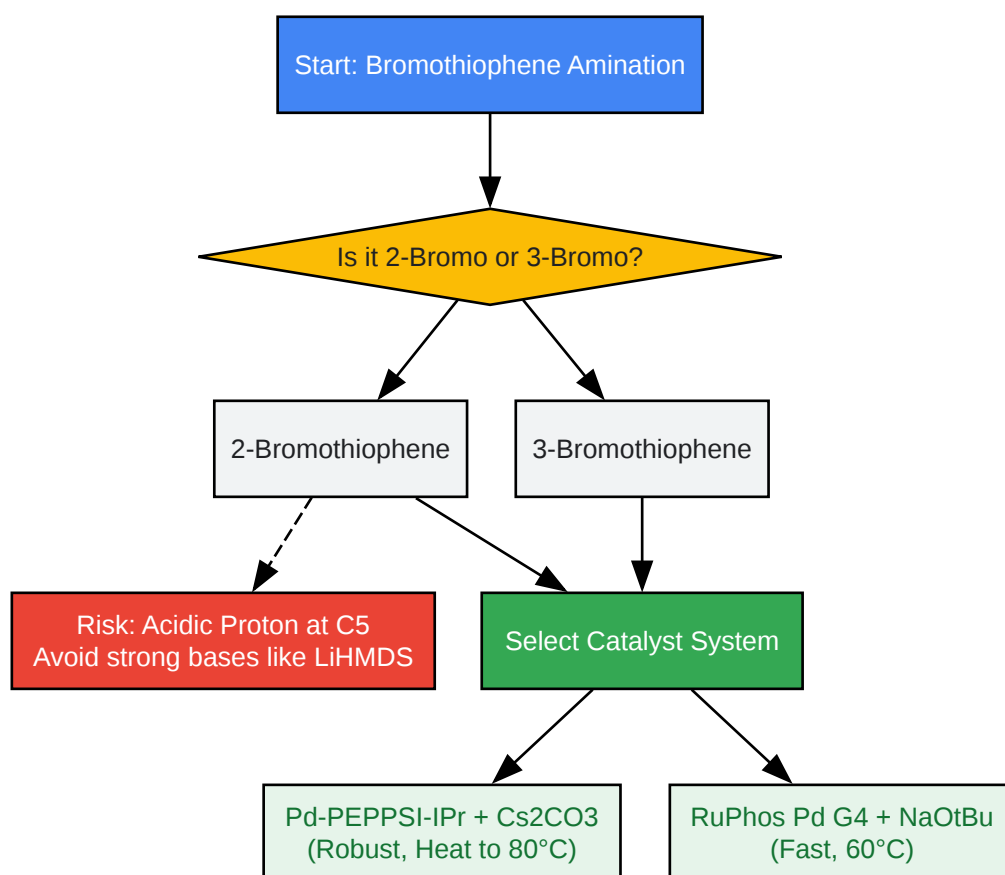 Start: Bromothiophene Amination
Is it 2-Bromo or 3-Bromo?
2-Bromothiophene
3-Bromothiophene
Risk: Acidic Proton at C5
Avoid strong bases like LiHMDS
Select Catalyst System
Pd-PEPPSI-IPr + Cs2CO3
(Robust, Heat to 80°C)
RuPhos Pd G4 + NaOtBu
(Fast, 60°C)